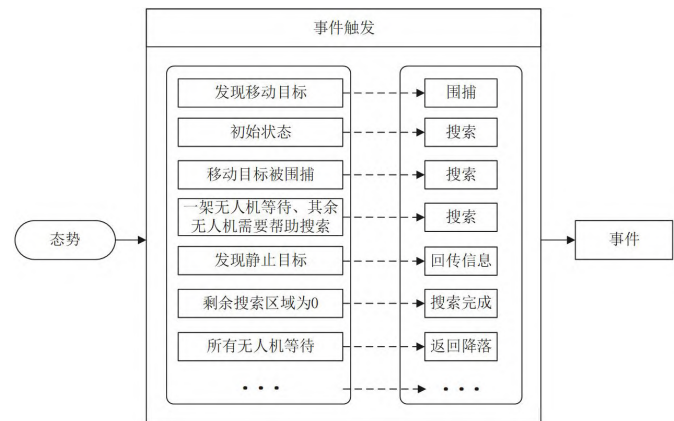 事件触发
发现移动目标
围捕
初始状态
搜索
移动目标被围捕
搜索
一架无人机等待、其余
无人机需要帮助搜索
搜索
态势
事件
发现静止目标
回传信息
剩余搜索区域为0
搜索完成
所有无人机等待
返回降落
• • •
• • •